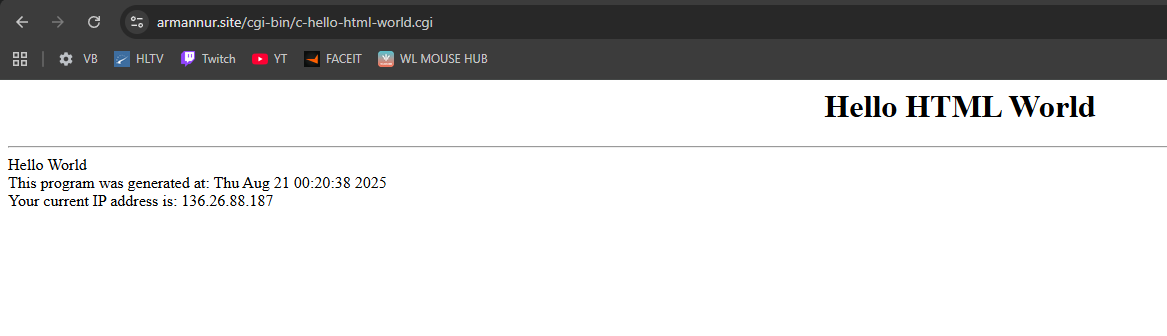 armannur.site/cgi-bin/c-hello-html-world.cgi
VB HLTV Twitch YT FACEIT WL MOUSE HUB
Hello HTML World
Hello World
This program was generated at: Thu Aug 21 00:20:38 2025
Your current IP address is: 136.26.88.187